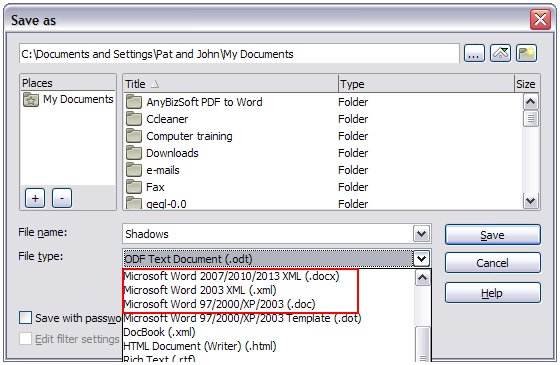 Save as
C:\Documents and Settings\Pat and John\My Documents
...
Places
Title Type Size
My Documents
AnyBizSoft PDF to Word Folder
Ccleaner Folder
Computer training Folder
Downloads Folder
e-mails Folder
Fax Folder
gegl-0.0 Folder
+ -
File name: Shadows Save
File type: ODF Text Document (.odt) Cancel
Microsoft Word 2007/2010/2013 XML (.docx)
Microsoft Word 2003 XML (.xml) Help
Microsoft Word 97/2000/XP/2003 (.doc)
Save with passwo Microsoft Word 97/2000/XP/2003 Template (.dot)
DocBook (.xml)
Edit filter settings HTML Document (Writer) (.html)
Rich Text (.rtf)